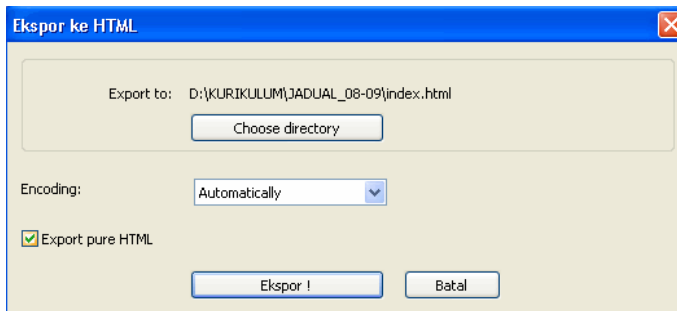 Ekspor ke HTML
Export to: D:\KURIKULUM\JADUAL_08-09\index.html
Choose directory
Encoding: Automatically
Export pure HTML
Ekspor ! Batal